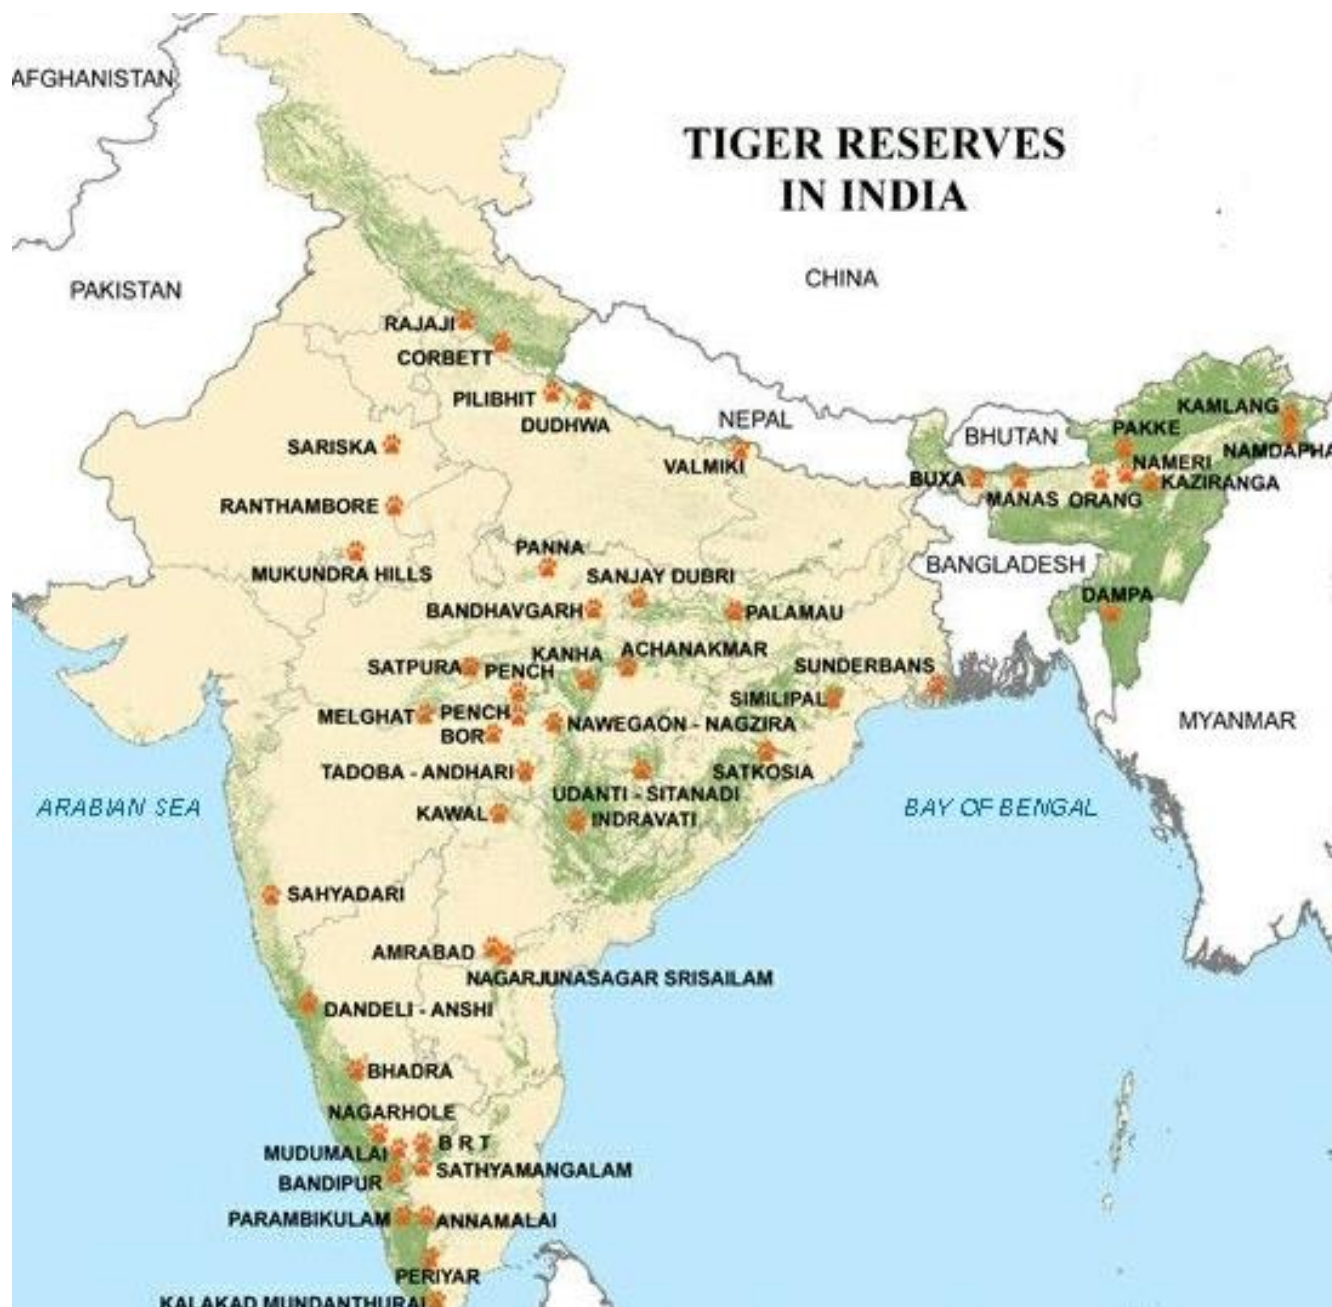 AFGHANISTAN
TIGER RESERVES
IN INDIA
CHINA
PAKISTAN
RAJAJI
CORBETT
PILIBHIT
DUDHWA
NEPAL
KAMLANG
PAKKE
BHUTAN
SARISKA
NAMDAPHA
VALMIKI
NAMERI
BUXA
KAZIRANGA
MANAS
ORANG
RANTHAMBORE
PANNA
BANGLADESH
MUKUNDRA HILLS
SANJAY DUBRI
DAMPA
BANDHAVGARH
PALAMAU
KANHA
ACHANAKMAR
SATPURA
PENCH
SUNDERBANS
SIMILIPAL
MELGHAT
PENCH
NAWEGAON - NAGZIRA
MYANMAR
BOR
TADOBA - ANDHARI
SATKOSIA
UDANTI - SITANADI
ARABIAN SEA
BAY OF BENGAL
KAWAL
INDRAVATI
SAHYADARI
AMRABAD
NAGARJUNASAGAR SRISAILAM
DANDELI - ANSHI
BHADRA
NAGARHOLE
B R T
MUDUMALAI
SATHYAMANGALAM
BANDIPUR
PARAMBIKULAM
ANNAMALAI
PERIYAR
KALAKAD MUNDANTHURAI